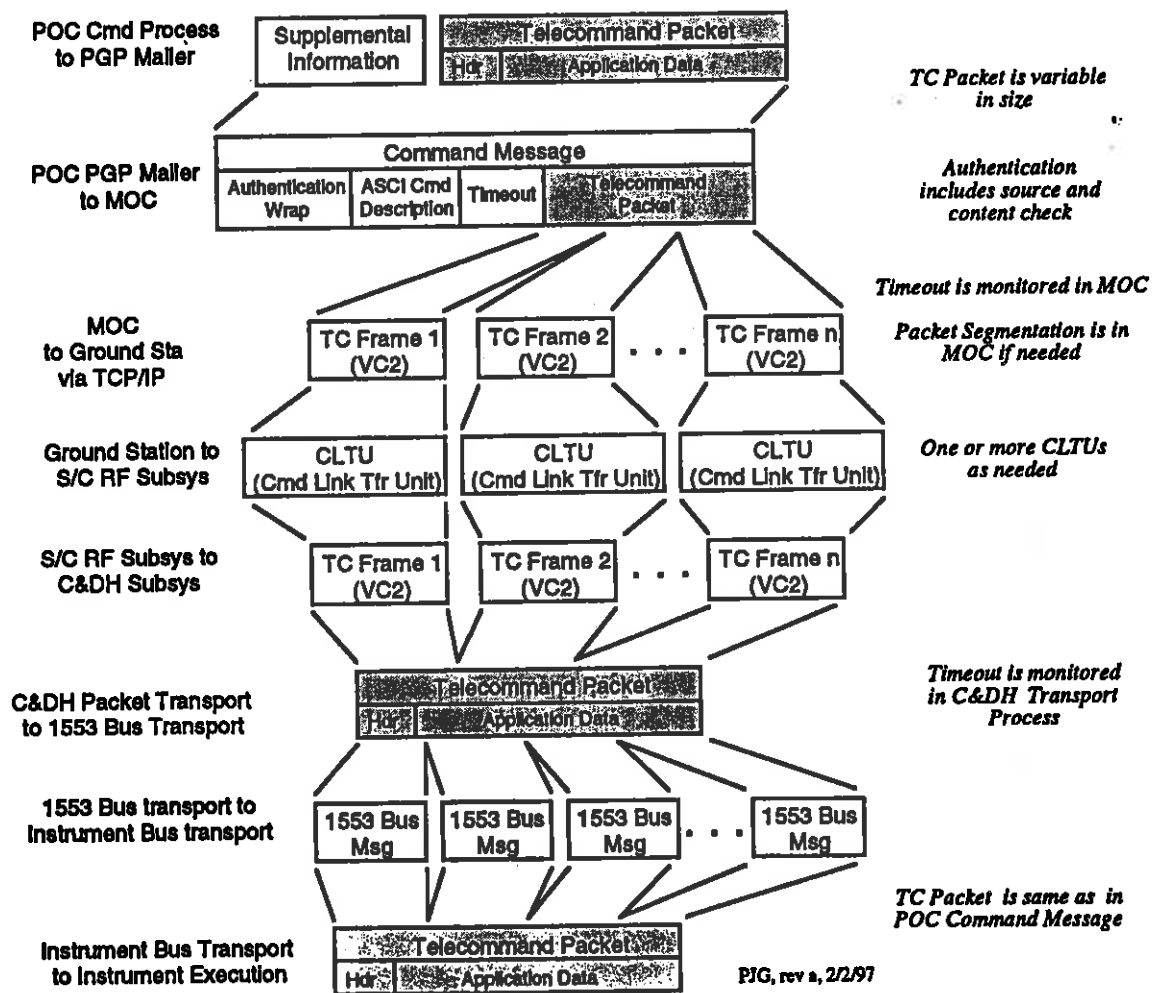 POC Cmd Process
to PGP Mailer
Supplemental
Information
Telecommand Packet
Hdr
Application Data
TC Packet is variable
in size
POC PGP Mailer
to MOC
Command Message
Authentication
Wrap
ASCI Cmd
Description
Timeout
Telecommand
Packet
Authentication
includes source and
content check
Timeout is monitored in MOC
MOC
to Ground Sta
via TCP/IP
TC Frame 1
(VC2)
TC Frame 2
(VC2)
. . .
TC Frame n
(VC2)
Packet Segmentation is in
MOC if needed
Ground Station to
S/C RF Subsys
CLTU
(Cmd Link Tfr Unit)
CLTU
(Cmd Link Tfr Unit)
CLTU
(Cmd Link Tfr Unit)
One or more CLTUs
as needed
S/C RF Subsys to
C&DH Subsys
TC Frame 1
(VC2)
TC Frame 2
(VC2)
. . .
TC Frame n
(VC2)
C&DH Packet Transport
to 1553 Bus Transport
Telecommand Packet
Hdr
Application Data
Timeout is monitored
in C&DH Transport
Process
1553 Bus transport to
Instrument Bus transport
1553 Bus
Msg
1553 Bus
Msg
1553 Bus
Msg
. . .
1553 Bus
Msg
TC Packet is same as in
POC Command Message
Instrument Bus Transport
to Instrument Execution
Telecommand Packet
Hdr
Application Data
PJG, rev a, 2/2/97